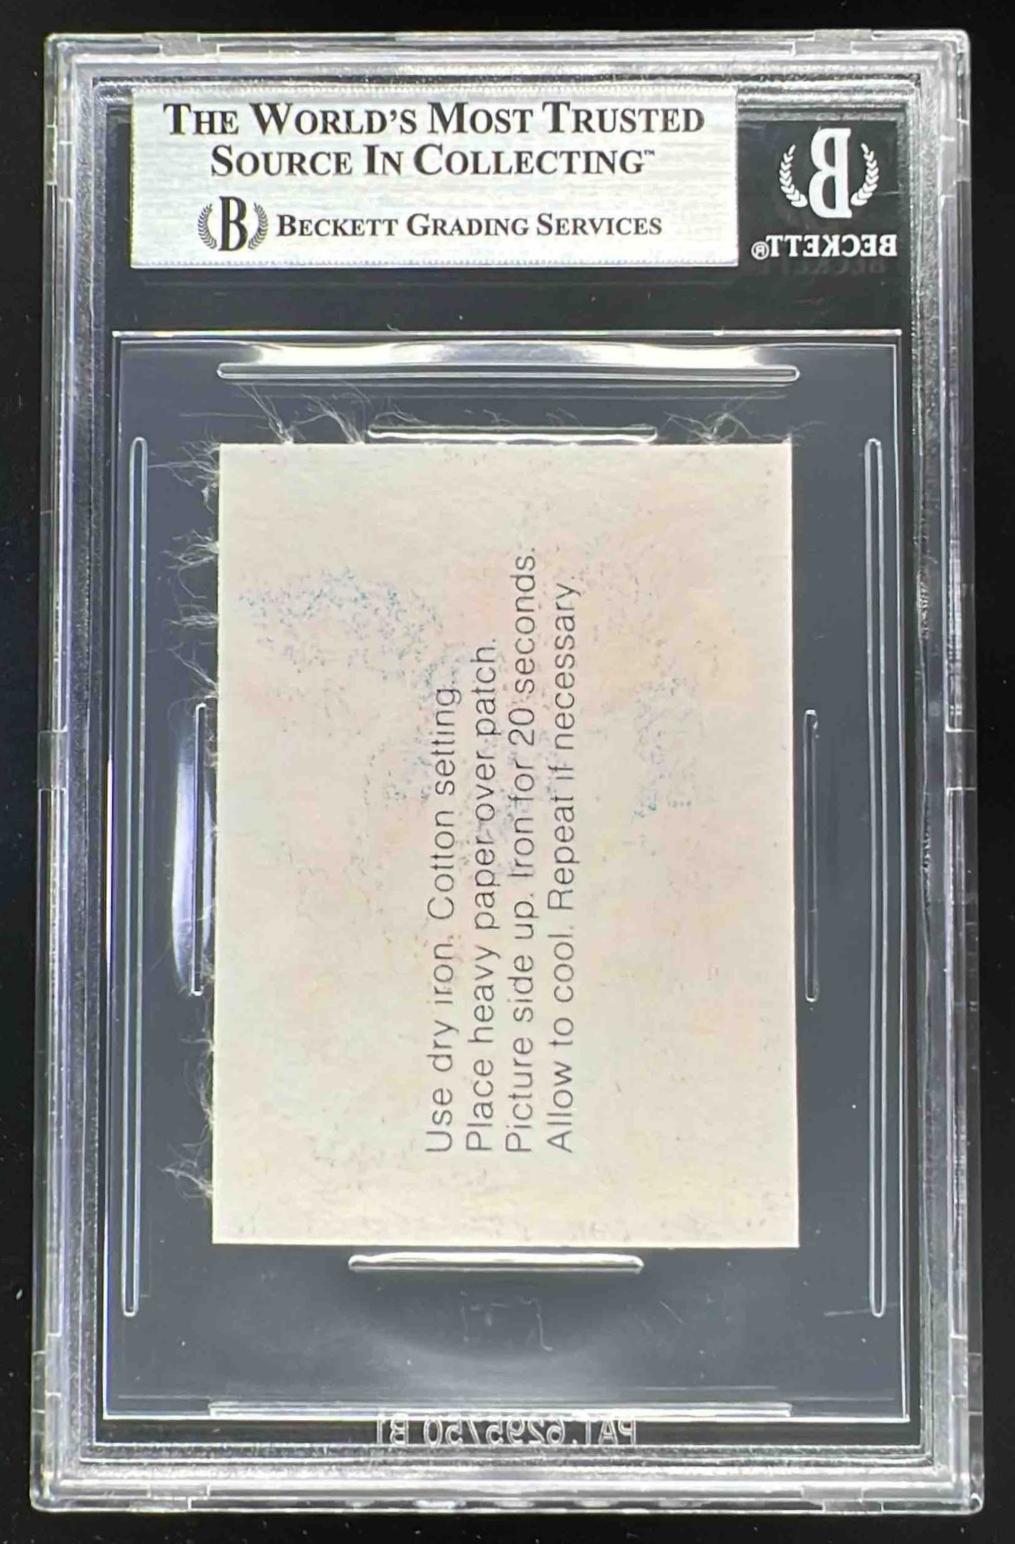 THE WORLD'S MOST TRUSTED
SOURCE IN COLLECTING™
B BECKETT GRADING SERVICES
B
BECKETT®
Use dry iron. Cotton setting.
Place heavy paper over patch.
Picture side up. Iron for 20 seconds.
Allow to cool. Repeat if necessary.
PAT.6295750 B1